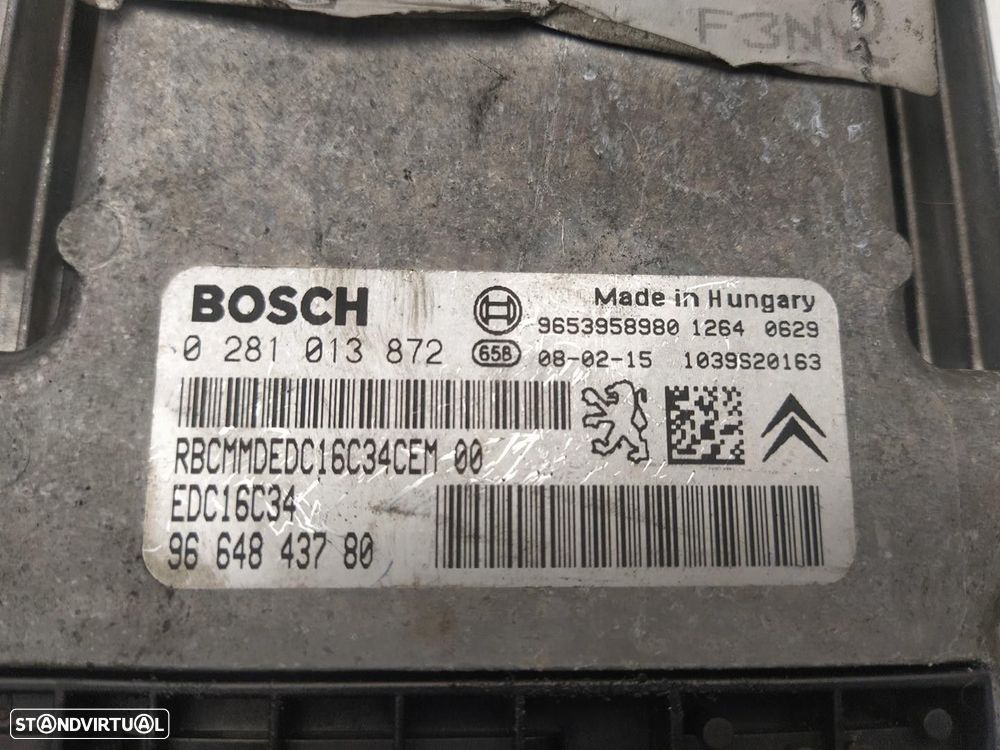 F3N
BOSCH
Made in Hungary
9653958980 1264 0629
0 281 013 872
658
08-02-15 1039S20163
RBCMMDEDC16C34CEM 00
EDC16C34
96 648 437 80
STANDVIRTUAL